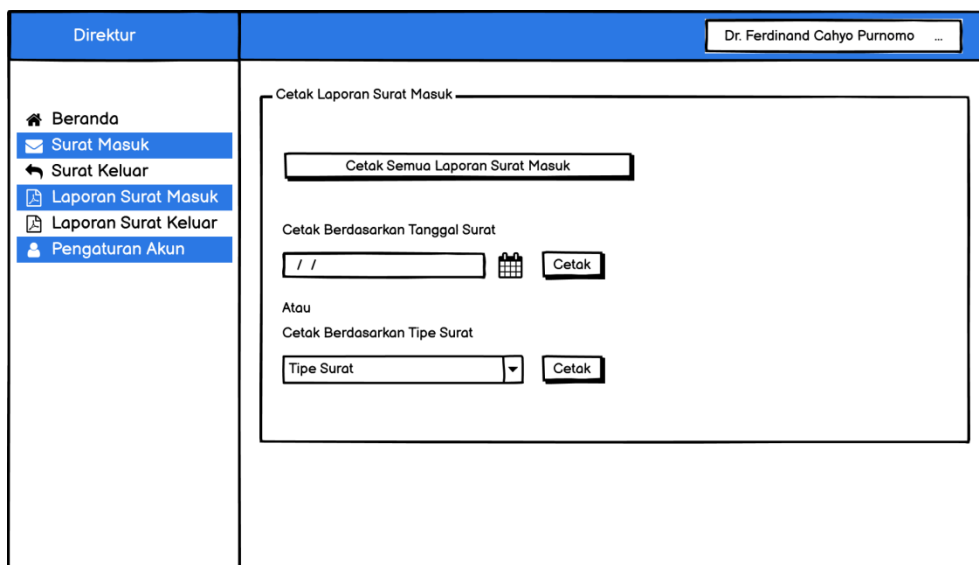 Direktur
Dr. Ferdinand Cahyo Purnomo ...
Beranda
Surat Masuk
Surat Keluar
Laporan Surat Masuk
Laporan Surat Keluar
Pengaturan Akun
Cetak Laporan Surat Masuk
Cetak Semua Laporan Surat Masuk
Cetak Berdasarkan Tanggal Surat
/ /
Cetak
Atau
Cetak Berdasarkan Tipe Surat
Tipe Surat
Cetak